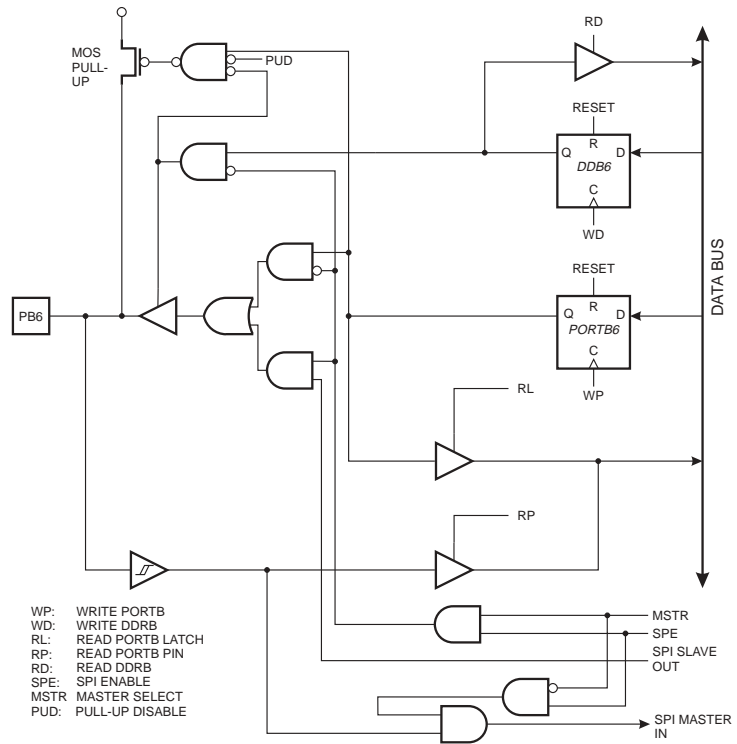 RD
MOS
PULL-
UP
PUD
RESET
R
Q
D
DDB6
C
WD
DATA BUS
RESET
R
Q
D
PORTB6
C
WP
PB6
RL
RP
WP: WRITE PORTB
WD: WRITE DDRB
RL: READ PORTB LATCH
RP: READ PORTB PIN
RD: READ DDRB
SPE: SPI ENABLE
MSTR MASTER SELECT
PUD: PULL-UP DISABLE
MSTR
SPE
SPI SLAVE
OUT
SPI MASTER
IN